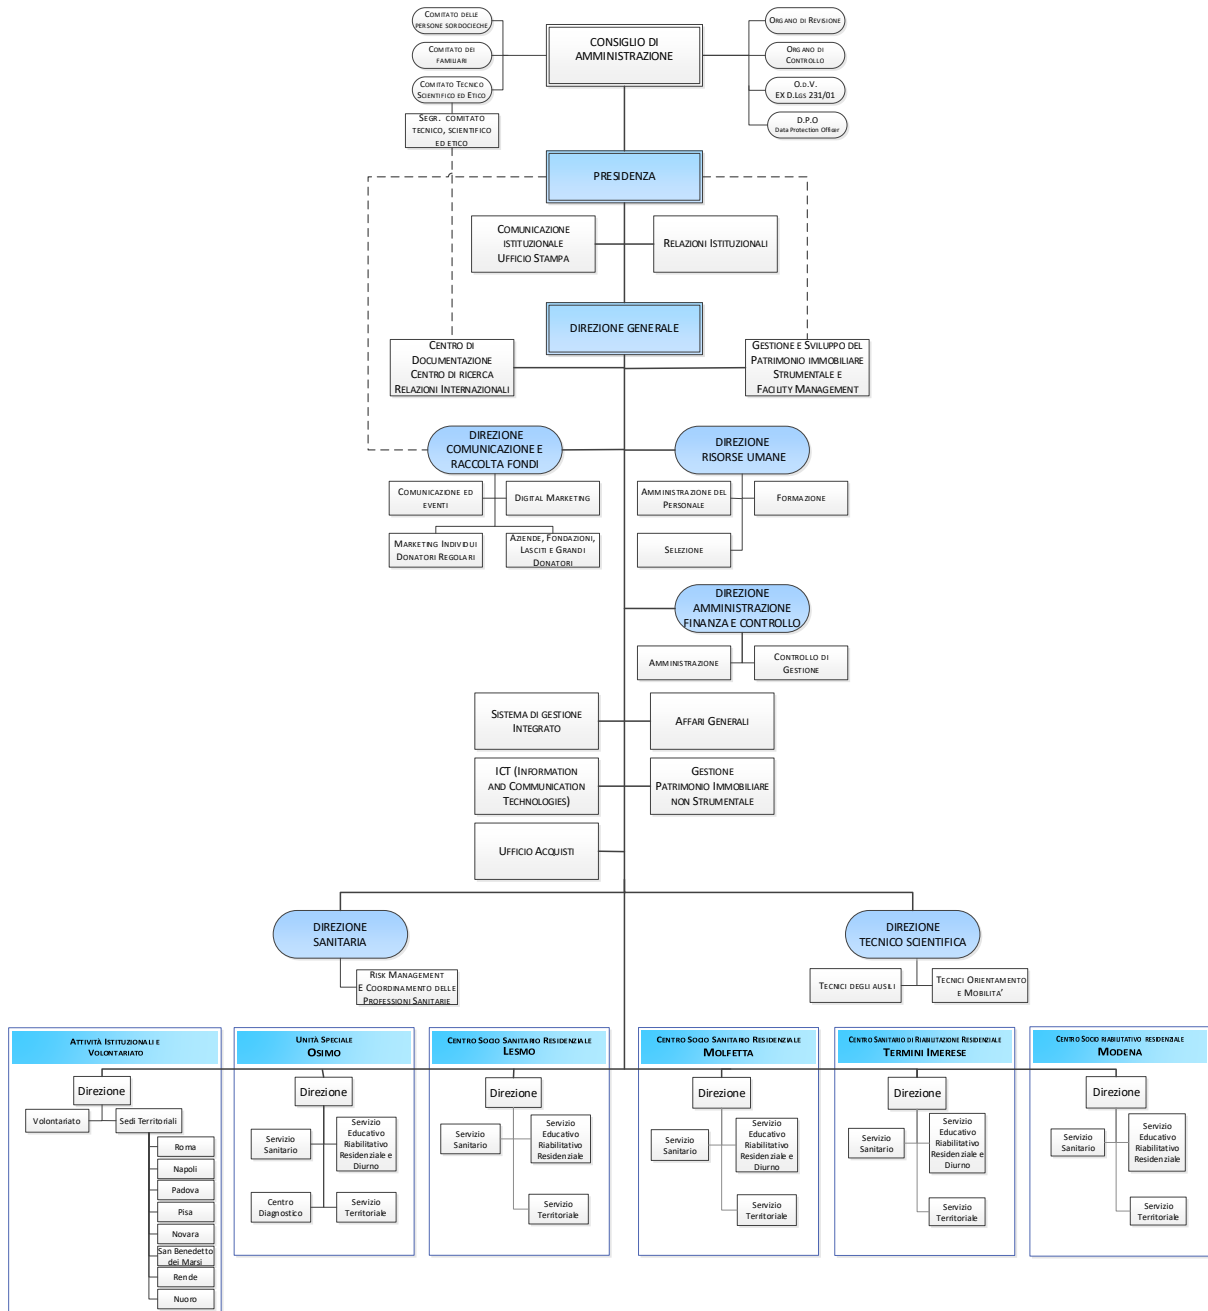 Comitato delle
persone sordocieche
Comitato dei
familiari
Comitato Tecnico
Scientifico ed Etico
Segr. comitato
tecnico, scientifico
ed etico
CONSIGLIO DI
AMMINISTRAZIONE
Organo di Revisione
Organo di
Controllo
O.d.V.
ex D.Lgs 231/01
D.P.O
Data Protection Officer
PRESIDENZA
Comunicazione
istituzionale
Ufficio Stampa
Relazioni Istituzionali
DIREZIONE GENERALE
Centro di
Documentazione
Centro di ricerca
Relazioni Internazionali
Gestione e Sviluppo del
Patrimonio immobiliare
Strumentale e
Facility Management
DIREZIONE
COMUNICAZIONE E
RACCOLTA FONDI
DIREZIONE
RISORSE UMANE
Comunicazione ed
eventi
Digital Marketing
Marketing Individui
Donatori Regolari
Aziende, Fondazioni,
Lasciti e Grandi
Donatori
Amministrazione del
Personale
Formazione
Selezione
DIREZIONE
AMMINISTRAZIONE
FINANZA E CONTROLLO
Amministrazione
Controllo di
Gestione
Sistema di gestione
Integrato
Affari Generali
ICT (Information
and Communication
Technologies)
Gestione
Patrimonio Immobiliare
non Strumentale
Ufficio Acquisti
DIREZIONE
SANITARIA
DIREZIONE
TECNICO SCIENTIFICA
Risk Management
e Coordinamento delle
Professioni Sanitarie
Tecnici degli ausili
Tecnici Orientamento
e Mobilita'
Attività Istituzionali e
Volontariato
Direzione
Volontariato
Sedi Territoriali
Roma
Napoli
Padova
Pisa
Novara
San Benedetto
dei Marsi
Rende
Nuoro
Unità Speciale
Osimo
Direzione
Servizio
Sanitario
Servizio
Educativo
Riabilitativo
Residenziale e
Diurno
Centro
Diagnostico
Servizio
Territoriale
Centro Socio Sanitario Residenziale
Lesmo
Direzione
Servizio
Sanitario
Servizio
Educativo
Riabilitativo
Residenziale
Servizio
Territoriale
Centro Socio Sanitario Residenziale
Molfetta
Direzione
Servizio
Sanitario
Servizio
Educativo
Riabilitativo
Residenziale e
Diurno
Servizio
Territoriale
Centro Sanitario di Riabilitazione Residenziale
Termini Imerese
Direzione
Servizio
Sanitario
Servizio
Educativo
Riabilitativo
Residenziale e
Diurno
Servizio
Territoriale
Centro Socio riabilitativo residenziale
Modena
Direzione
Servizio
Sanitario
Servizio
Educativo
Riabilitativo
Residenziale
Servizio
Territoriale